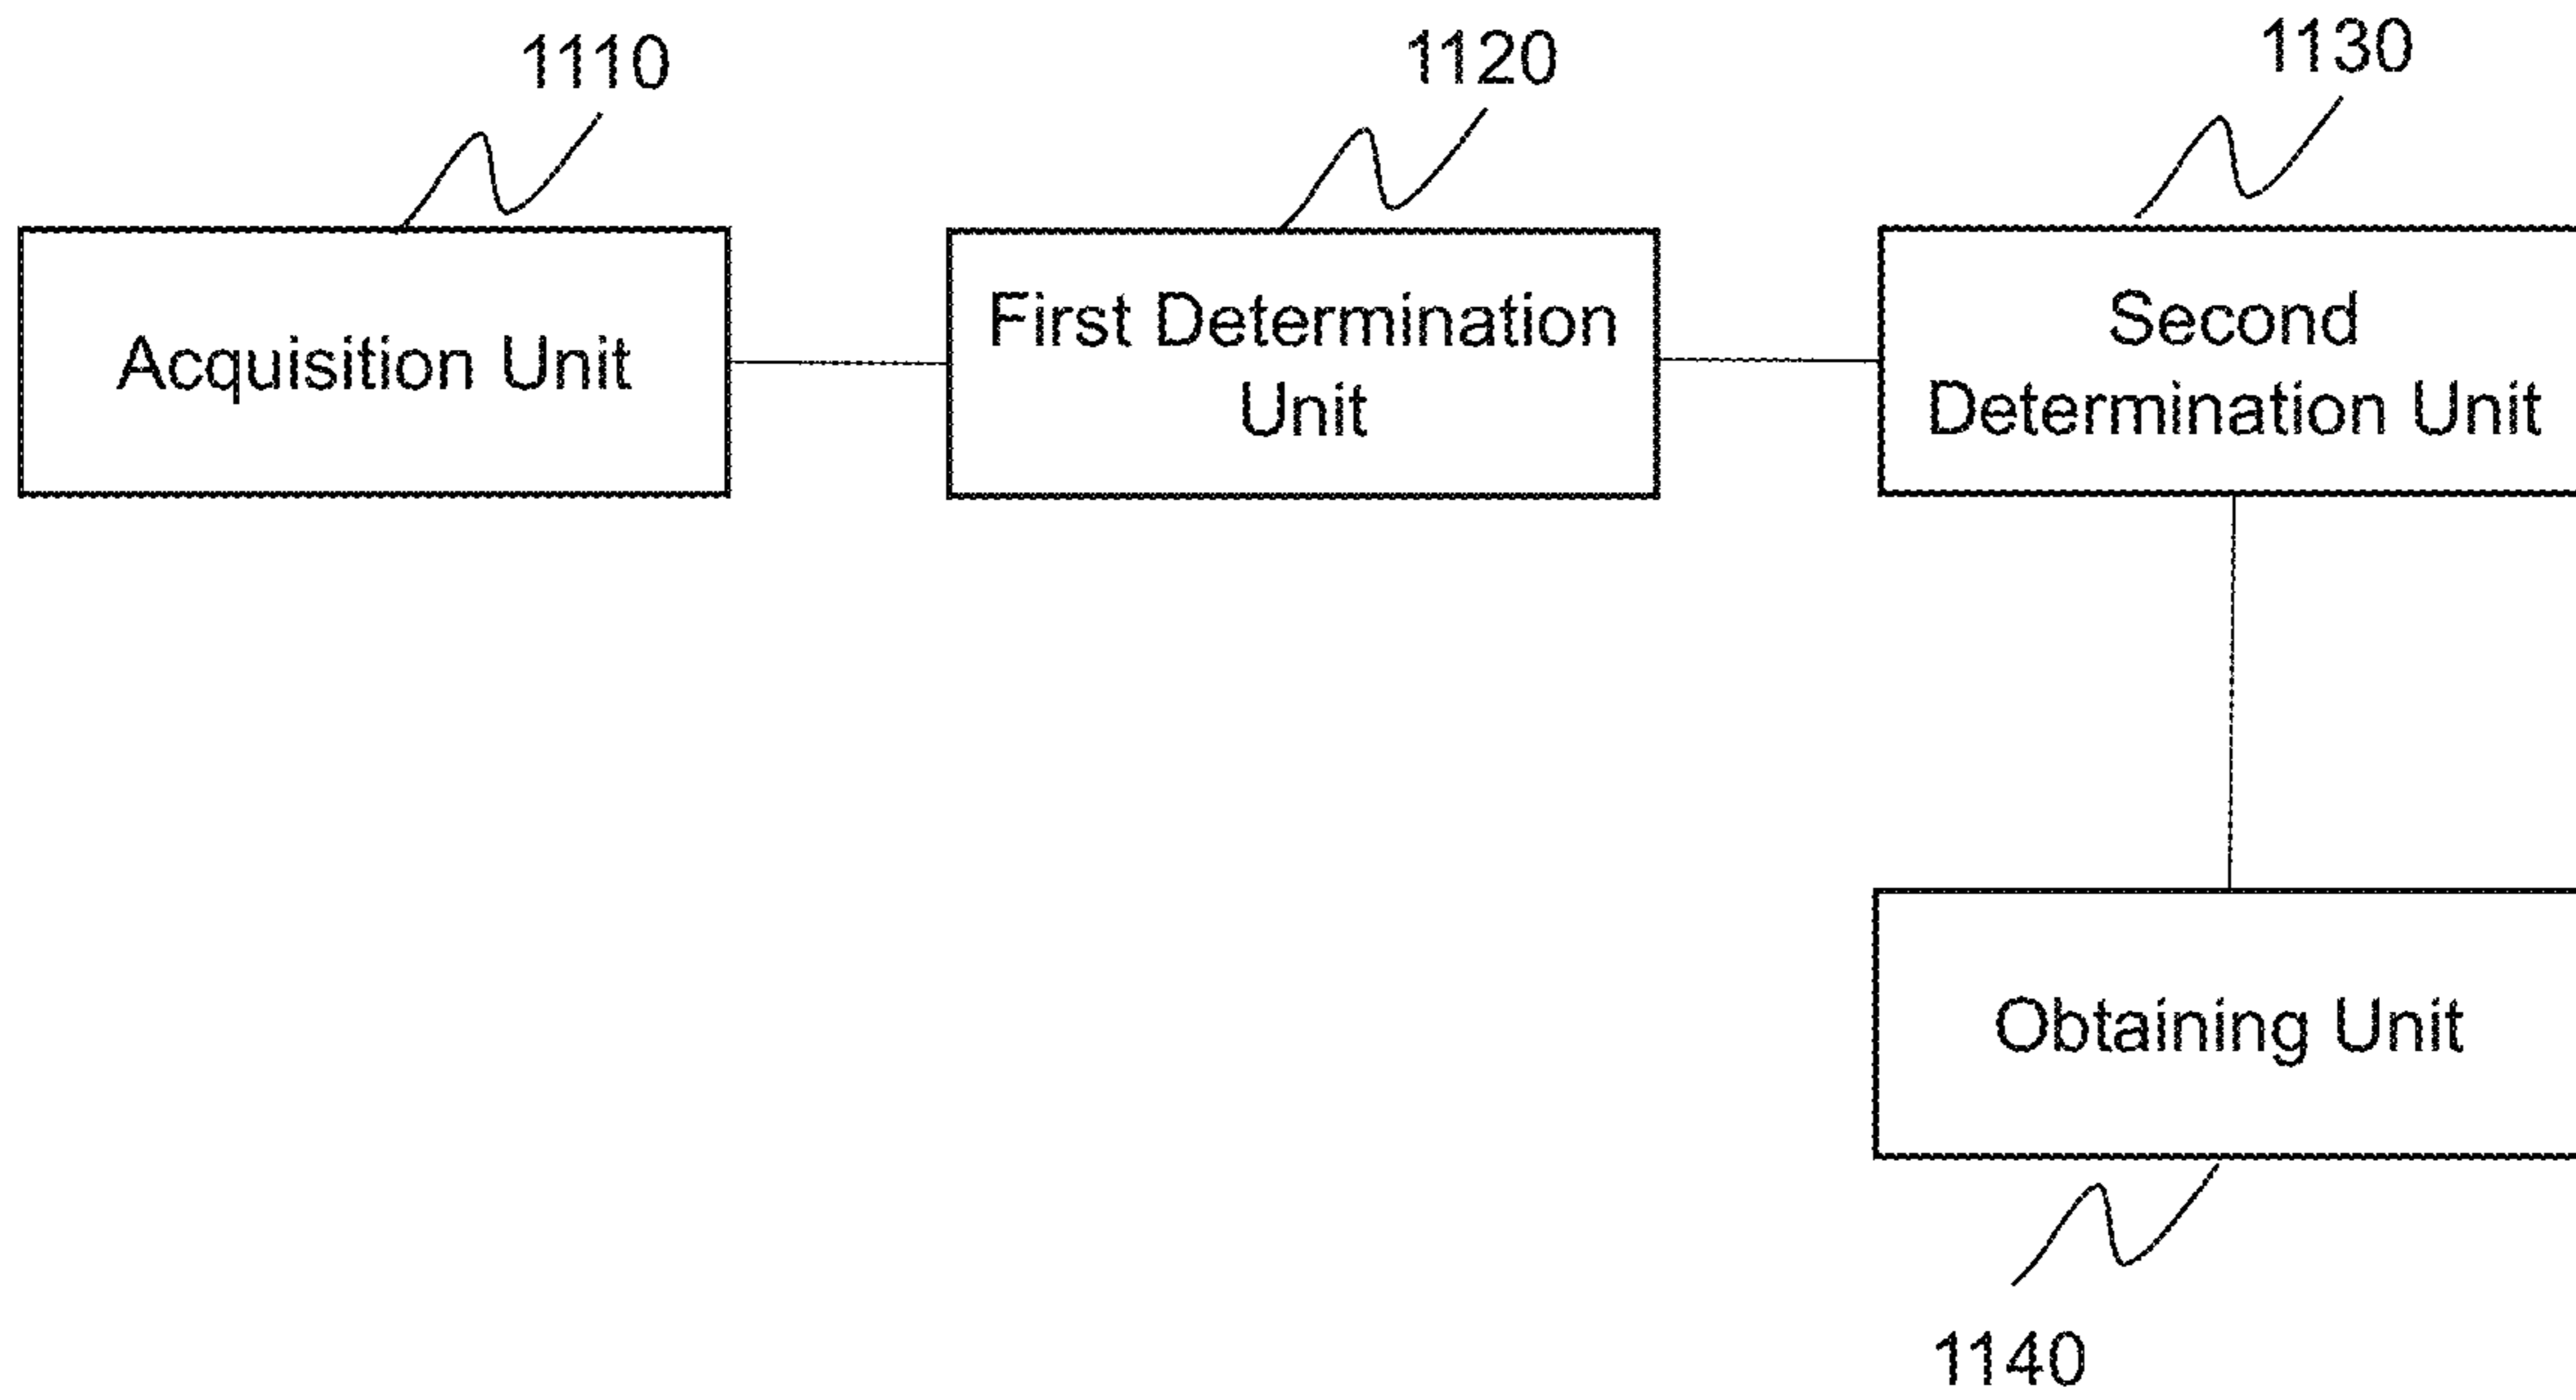 1110
1120
1130
Acquisition Unit
First Determination
Unit
Second
Determination Unit
Obtaining Unit
1140